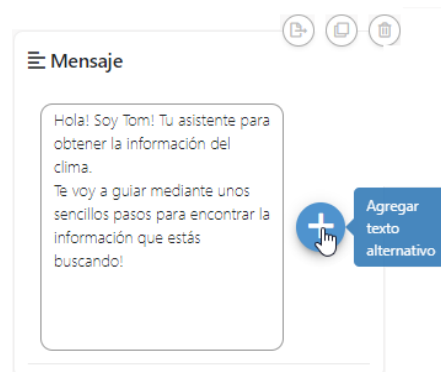 Mensaje
Hola! Soy Tom! Tu asistente para
obtener la información del
clima.
Te voy a guiar mediante unos
sencillos pasos para encontrar la
información que estás
buscando!
Agregar
texto
alternativo